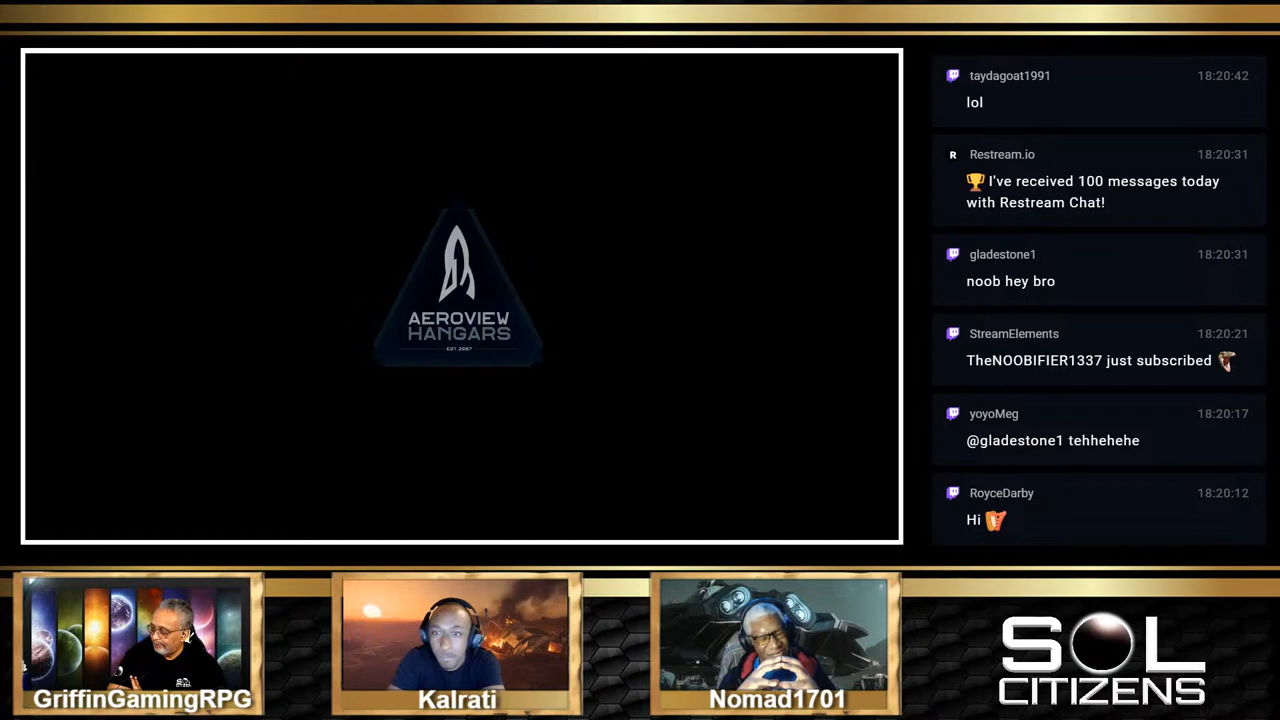 AEROVIEW
HANGARS
EST. 2687
taydagoat1991 18:20:42
lol
R Restream.io 18:20:31
🏆 I've received 100 messages today
with Restream Chat!
gladestone1 18:20:31
noob hey bro
StreamElements 18:20:21
TheNOOBIFIER1337 just subscribed
yoyoMeg 18:20:17
@gladestone1 tehhehehe
RoyceDarby 18:20:12
Hi
GriffinGamingRPG
Kalrati
Nomad1701
SOL
CITIZENS